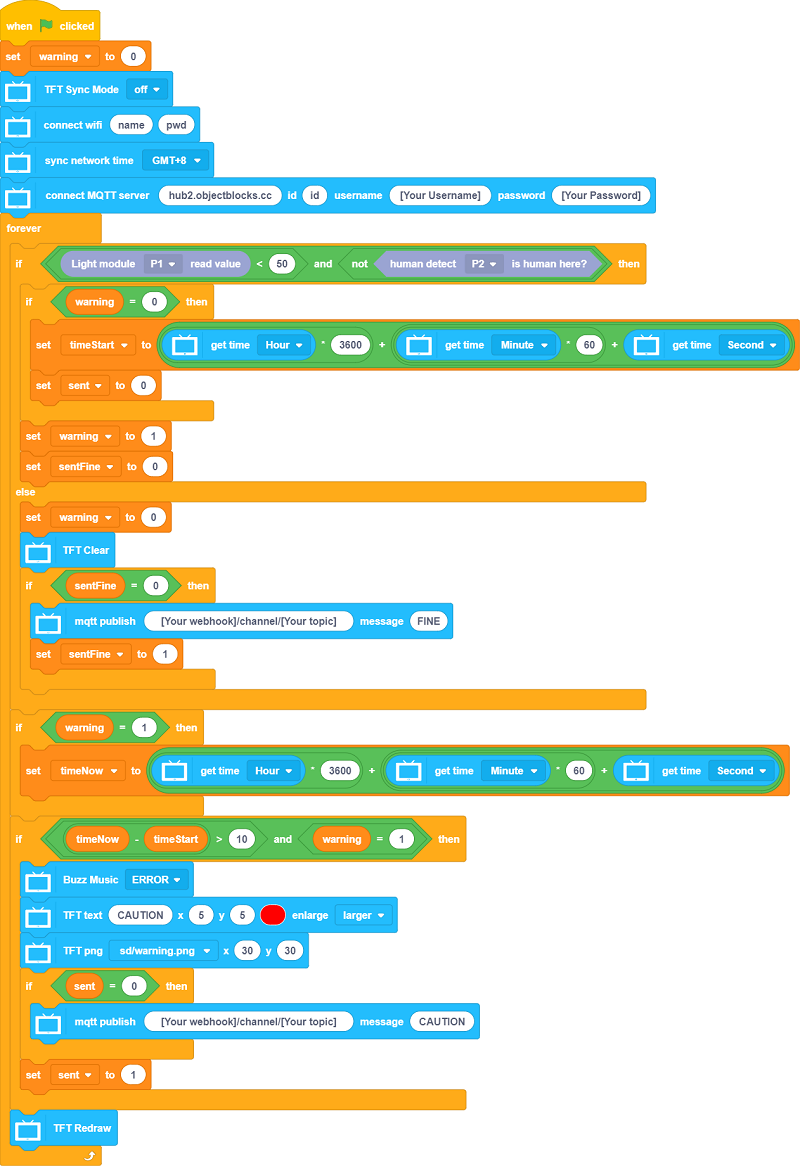 when clicked
set warning to 0
TFT Sync Mode off
connect wifi name pwd
sync network time GMT+8
connect MQTT server hub2.objectblocks.cc id id username [Your Username] password [Your Password]
forever
if Light module P1 read value < 50 and not human detect P2 is human here? then
if warning = 0 then
set timeStart to get time Hour * 3600 + get time Minute * 60 + get time Second
set sent to 0
set warning to 1
set sentFine to 0
else
set warning to 0
TFT Clear
if sentFine = 0 then
mqtt publish [Your webhook]/channel/[Your topic] message FINE
set sentFine to 1
if warning = 1 then
set timeNow to get time Hour * 3600 + get time Minute * 60 + get time Second
if timeNow - timeStart > 10 and warning = 1 then
Buzz Music ERROR
TFT text CAUTION x 5 y 5 enlarge larger
TFT png sd/warning.png x 30 y 30
if sent = 0 then
mqtt publish [Your webhook]/channel/[Your topic] message CAUTION
set sent to 1
TFT Redraw